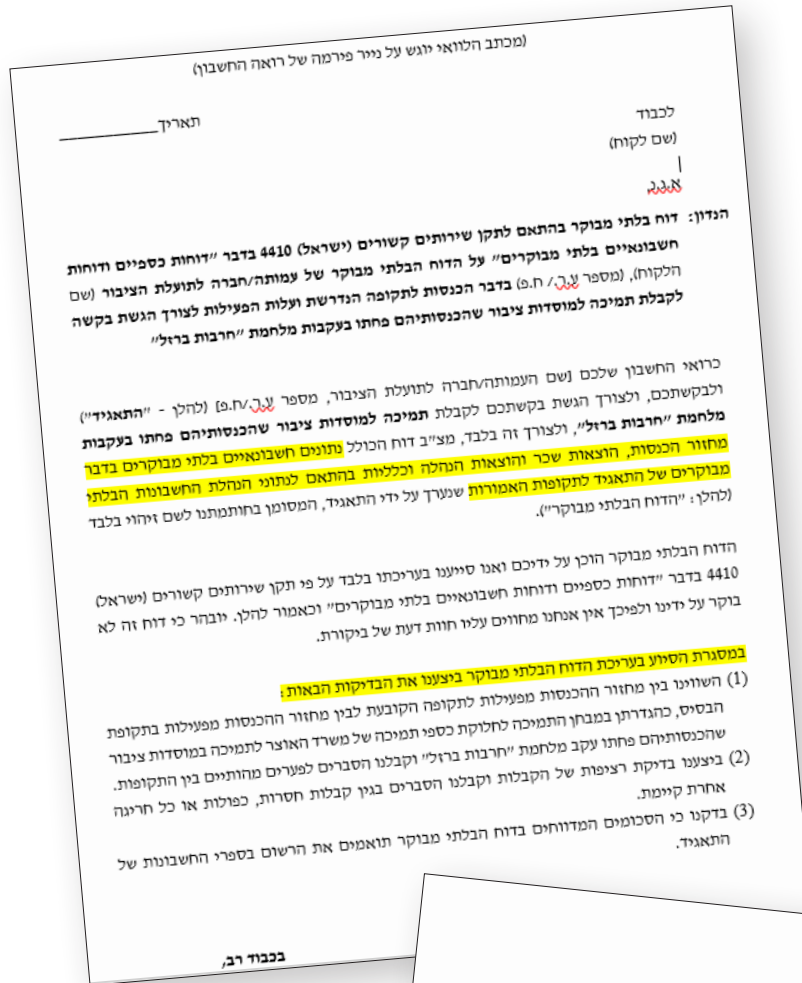 (מכתב הלוואי יוגש על נייר פירמה של רואה החשבון)
תאריך____________
לכבוד
(שם לקוח)
א.ג.נ,
הנדון: דוח בלתי מבוקר בהתאם לתקן שירותים קשורים (ישראל) 4410 בדבר "דוחות כספיים ודוחות
חשבונאיים בלתי מבוקרים" על הדוח הבלתי מבוקר של עמותה/חברה לתועלת הציבור (שם
הלקוח), (מספר ע.ר./ ח.פ) בדבר הכנסות לתקופה הנדרשת ועלות הפעילות לצורך הגשת בקשה
לקבלת תמיכה למוסדות ציבור שהכנסותיהם פחתו בעקבות מלחמת "חרבות ברזל"
כרואי החשבון שלכם [שם העמותה/חברה לתועלת הציבור, מספר ע.ר./ח.פ] (להלן - "התאגיד")
ולבקשתכם, ולצורך הגשת בקשתכם לקבלת תמיכה למוסדות ציבור שהכנסותיהם פחתו בעקבות
מלחמת "חרבות ברזל", ולצורך זה בלבד, מצ"ב דוח הכולל נתונים חשבונאיים בלתי מבוקרים בדבר
מחזור הכנסות, הוצאות שכר והוצאות הנהלה וכלליות בהתאם לנתוני הנהלת החשבונות הבלתי
מבוקרים של התאגיד לתקופות האמורות שנערך על ידי התאגיד, המסומן בחותמתנו לשם זיהוי בלבד
(להלן: "הדוח הבלתי מבוקר").
הדוח הבלתי מבוקר הוכן על ידיכם ואנו סייענו בעריכתו בלבד על פי תקן שירותים קשורים (ישראל)
4410 בדבר "דוחות כספיים ודוחות חשבונאיים בלתי מבוקרים" וכאמור להלן. יובהר כי דוח זה לא
בוקר על ידינו ולפיכך אין אנחנו מחווים עליו חוות דעת של ביקורת.
במסגרת הסיוע בעריכת הדוח הבלתי מבוקר ביצענו את הבדיקות הבאות:
(1) השווינו בין מחזור ההכנסות מפעילות לתקופה הקובעת לבין מחזור ההכנסות מפעילות בתקופת
הבסיס, כהגדרתן במבחן התמיכה לחלוקת כספי תמיכה של משרד האוצר לתמיכה במוסדות ציבור
שהכנסותיהם פחתו עקב מלחמת "חרבות ברזל" וקבלנו הסברים לפערים מהותיים בין התקופות.
(2) ביצענו בדיקת רציפות של הקבלות וקבלנו הסברים בגין קבלות חסרות, כפולות או כל חריגה
אחרת קיימת.
(3) בדקנו כי הסכומים המדווחים בדוח הבלתי מבוקר תואמים את הרשום בספרי החשבונות של
התאגיד.
בכבוד רב,